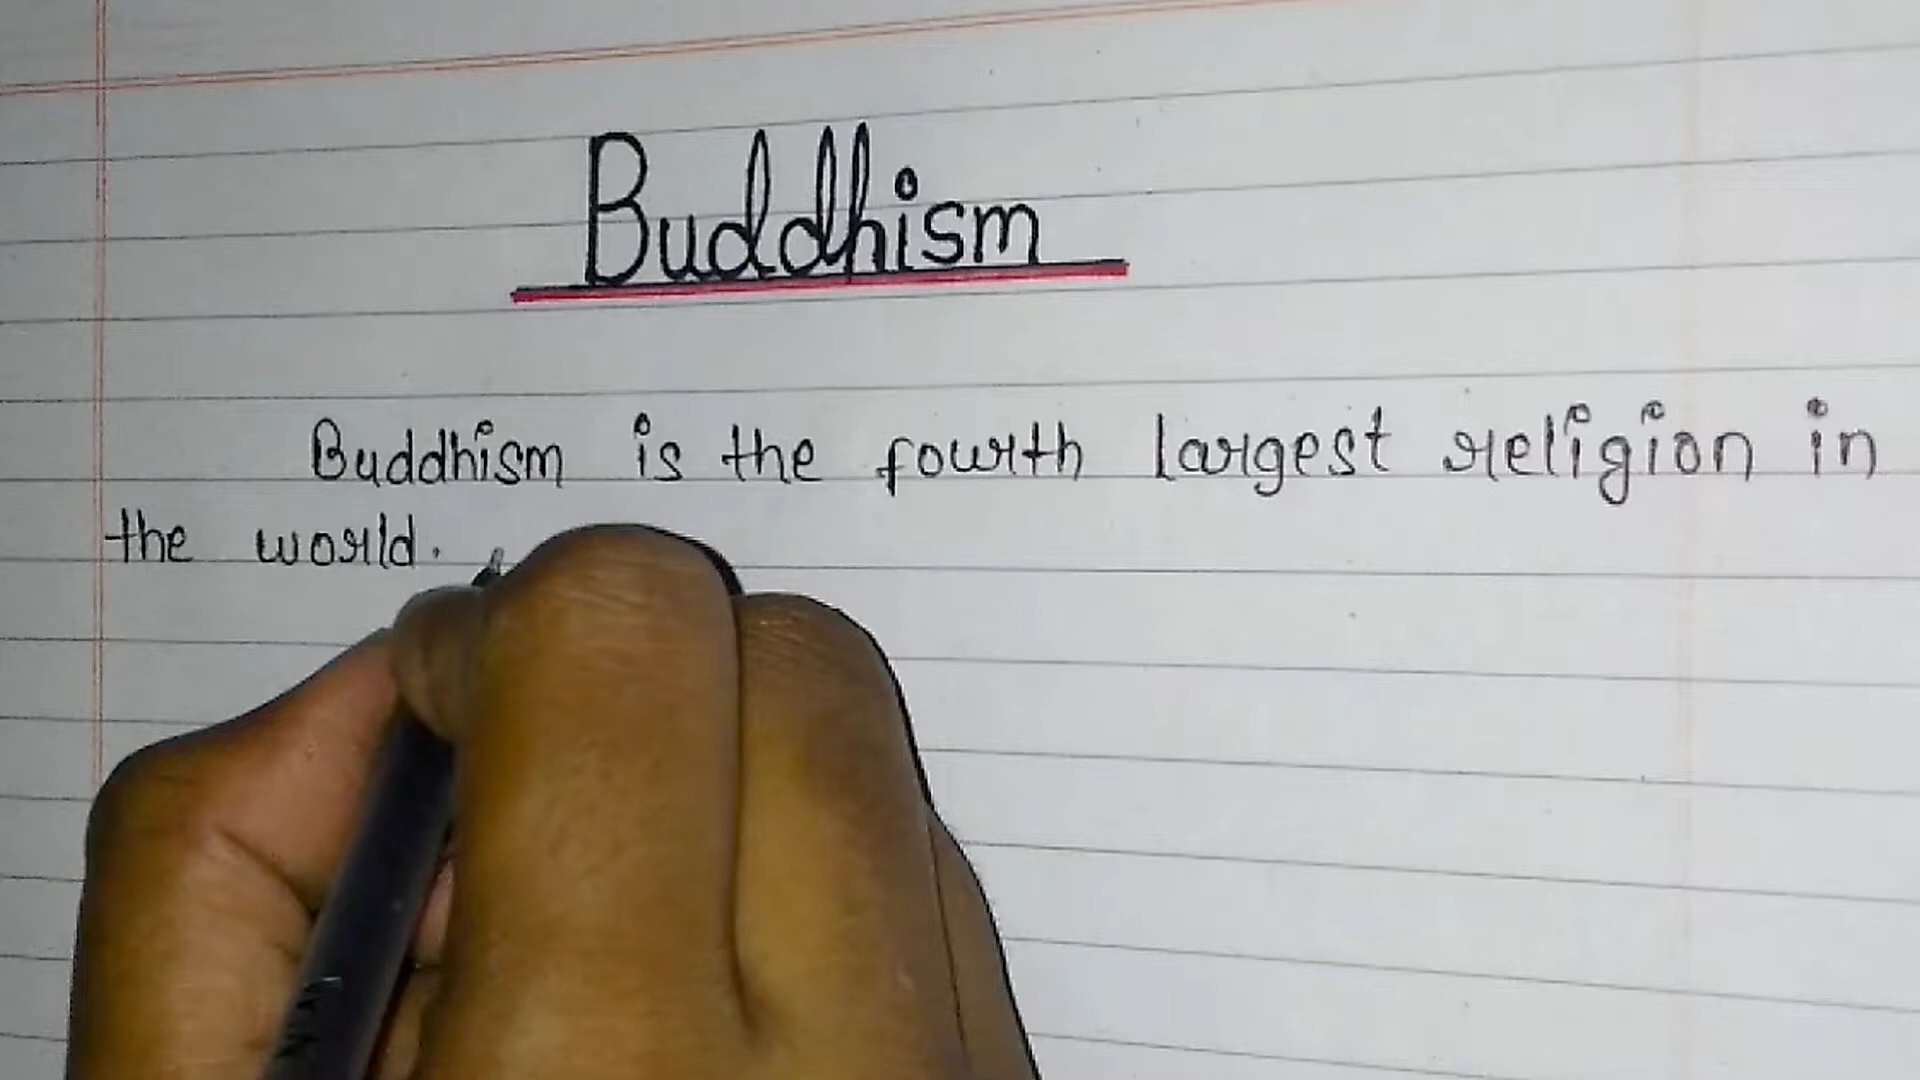 Buddhism
Buddhism is the fourth largest religion in
the world.